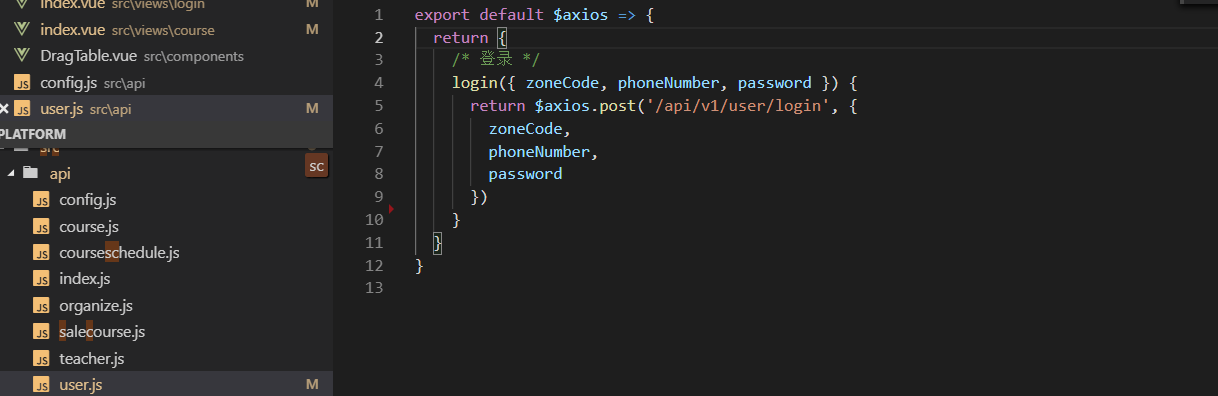 index.vue src\views\login
index.vue src\views\course M
DragTable.vue src\components
JS config.js src\api
JS user.js src\api M
PLATFORM
src
api
sc
JS config.js
JS course.js
JS courseschedule.js
JS index.js
JS organize.js
JS salecourse.js
JS teacher.js
JS user.js M
1 export default $axios => {
2 return {
3 /* 登录 */
4 login({ zoneCode, phoneNumber, password }) {
5 return $axios.post('/api/v1/user/login', {
6 zoneCode,
7 phoneNumber,
8 password
9 })
10 }
11 }
12 }
13